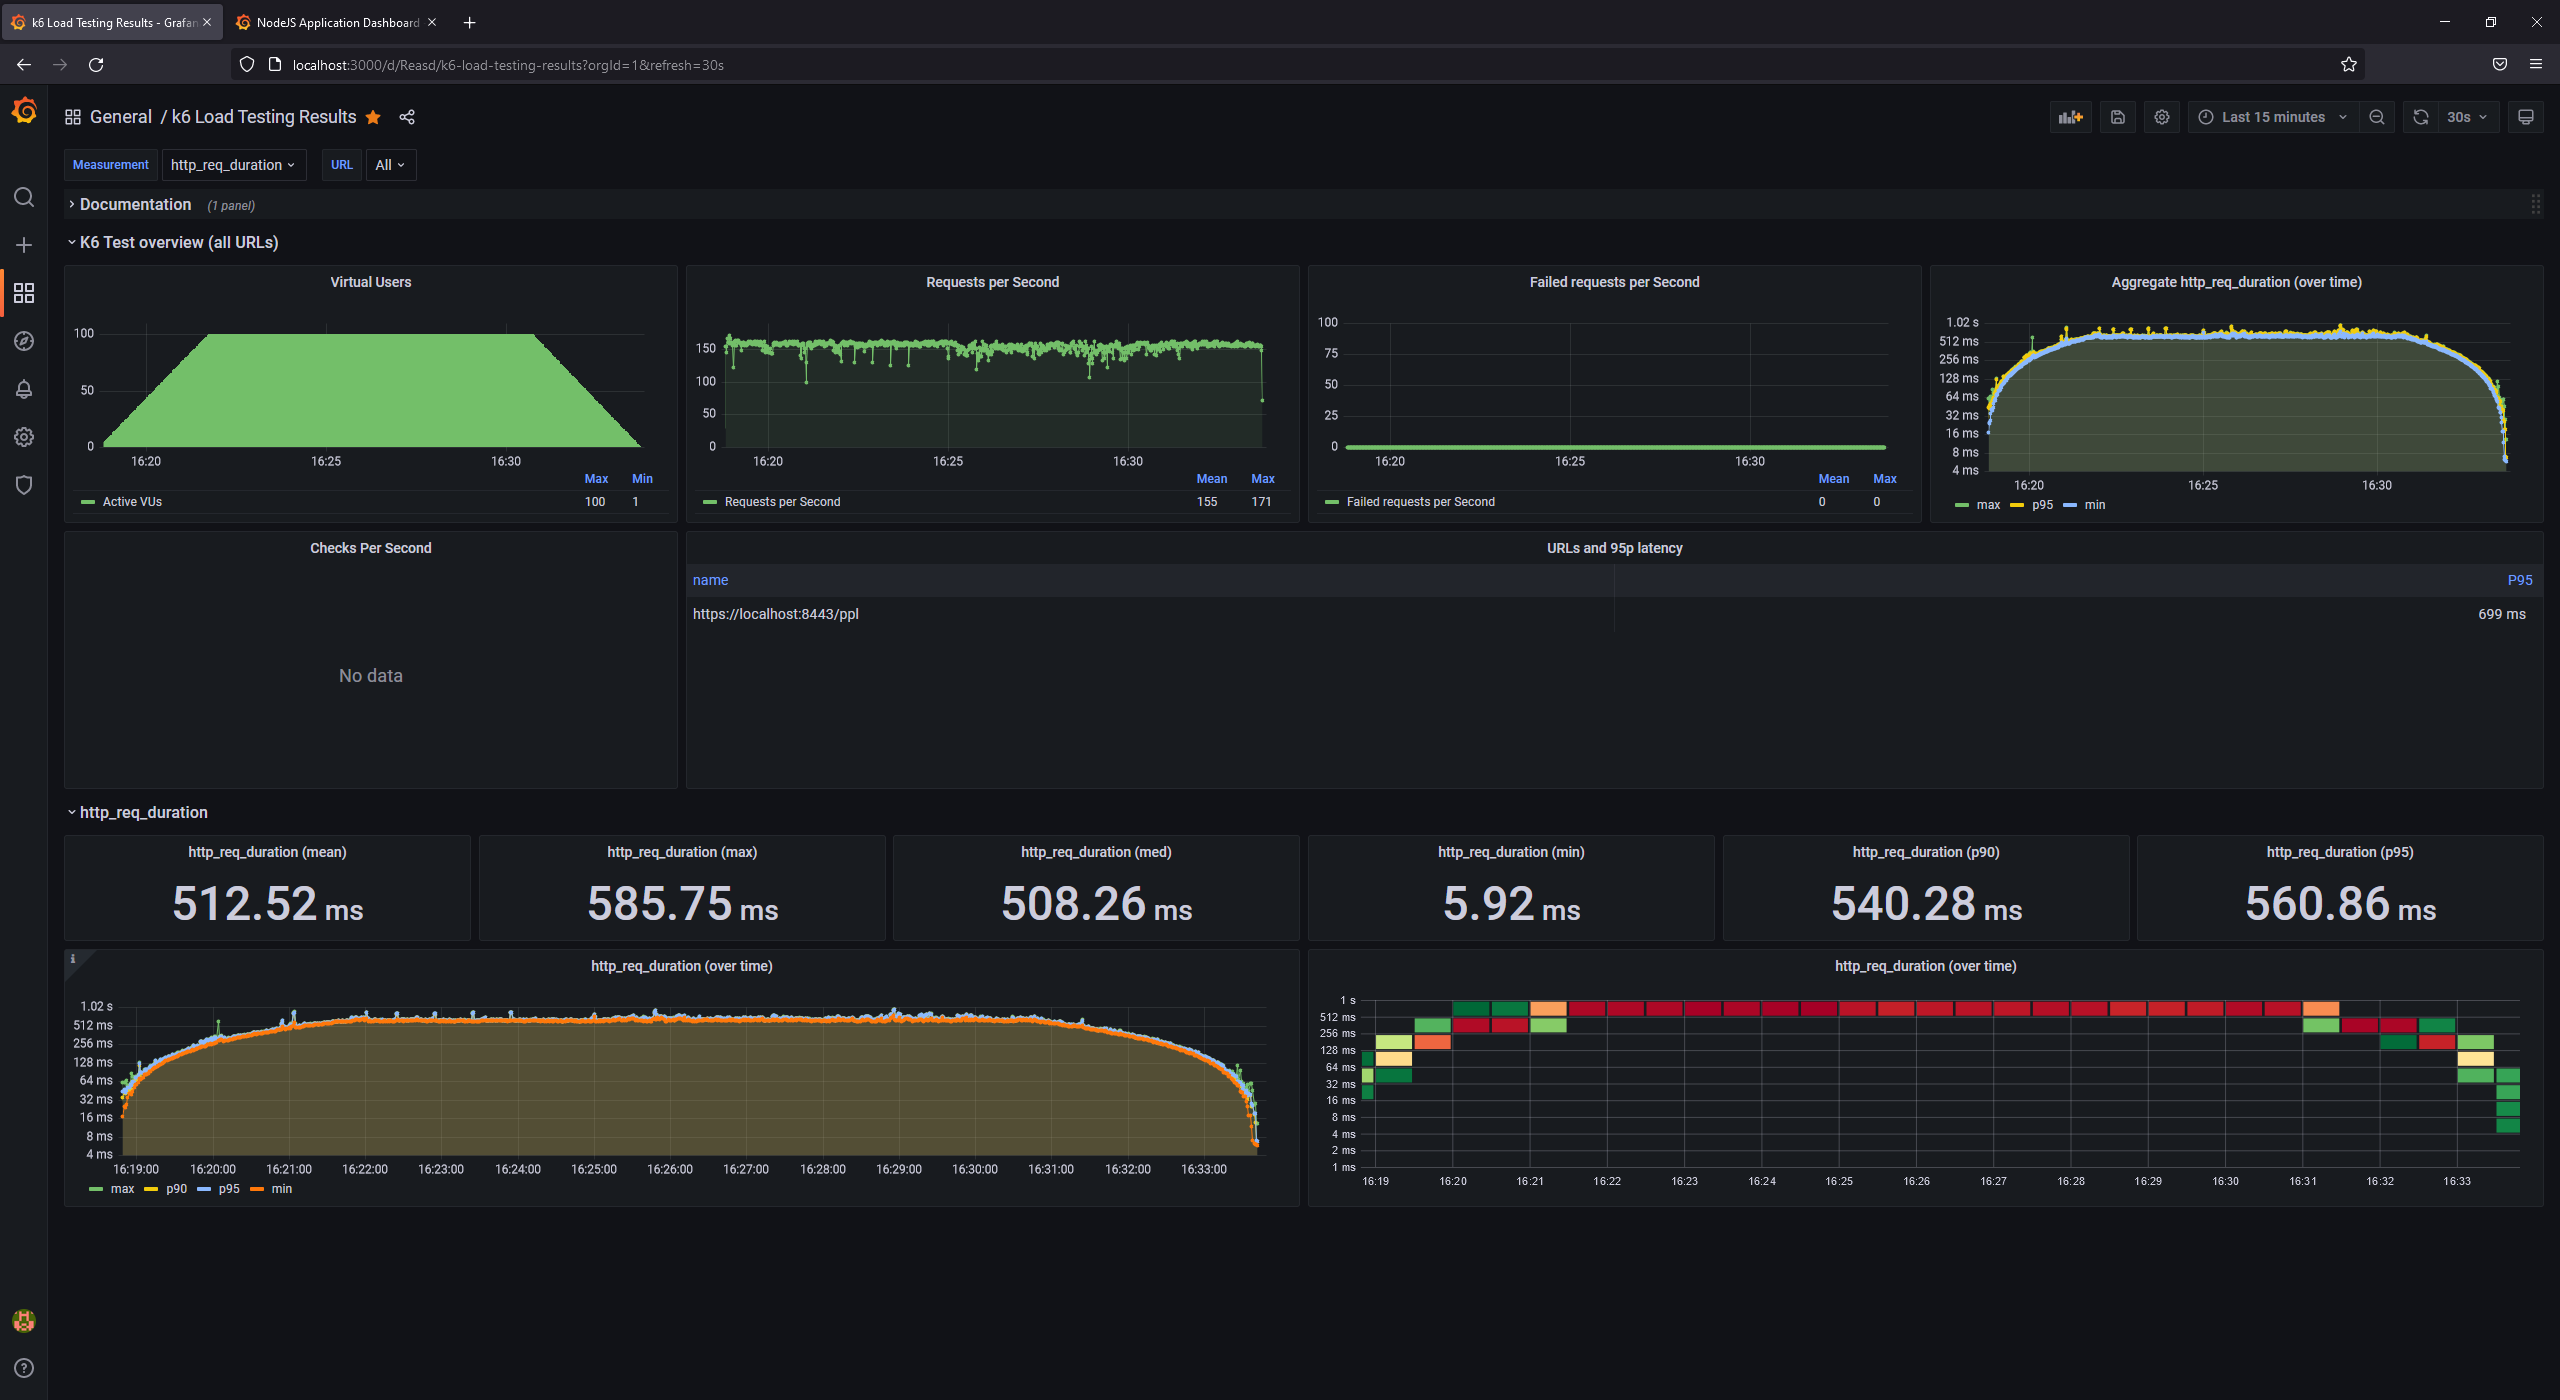 k6 Load Testing Results - Grafan
NodeJS Application Dashboard
localhost:3000/d/Reasd/k6-load-testing-results?orgId=1&refresh=30s
General / k6 Load Testing Results
Last 15 minutes
30s
Measurement http_req_duration URL All
Documentation (1 panel)
K6 Test overview (all URLs)
Virtual Users
100
50
0
16:20 16:25 16:30
Max Min
Active VUs 100 1
Requests per Second
150
100
50
0
16:20 16:25 16:30
Mean Max
Requests per Second 155 171
Failed requests per Second
100
75
50
25
0
16:20 16:25 16:30
Mean Max
Failed requests per Second 0 0
Aggregate http_req_duration (over time)
1.02 s
512 ms
256 ms
128 ms
64 ms
32 ms
16 ms
8 ms
4 ms
16:20 16:25 16:30
max p95 min
Checks Per Second
No data
URLs and 95p latency
name P95
https://localhost:8443/ppl 699 ms
http_req_duration
http_req_duration (mean)
512.52 ms
http_req_duration (max)
585.75 ms
http_req_duration (med)
508.26 ms
http_req_duration (min)
5.92 ms
http_req_duration (p90)
540.28 ms
http_req_duration (p95)
560.86 ms
http_req_duration (over time)
1.02 s
512 ms
256 ms
128 ms
64 ms
32 ms
16 ms
8 ms
4 ms
16:19:00 16:20:00 16:21:00 16:22:00 16:23:00 16:24:00 16:25:00 16:26:00 16:27:00 16:28:00 16:29:00 16:30:00 16:31:00 16:32:00 16:33:00
max p90 p95 min
http_req_duration (over time)
1 s
512 ms
256 ms
128 ms
64 ms
32 ms
16 ms
8 ms
4 ms
2 ms
1 ms
16:19 16:20 16:21 16:22 16:23 16:24 16:25 16:26 16:27 16:28 16:29 16:30 16:31 16:32 16:33